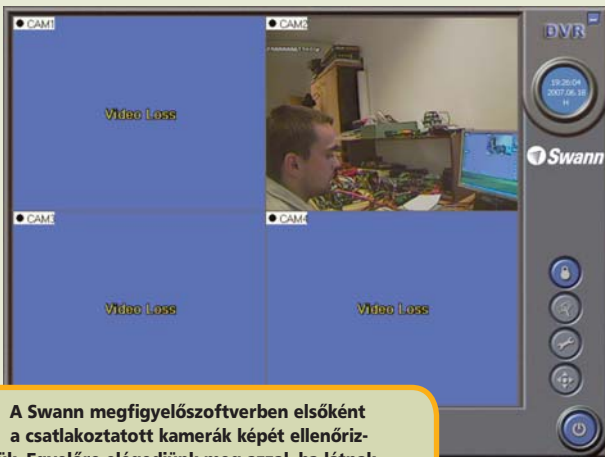 CAM1
CAM2
DVR
19:26:04
2007.06.18
H
Video Loss
Swann
CAM3
CAM4
Video Loss
Video Loss
A Swann megfigyelőszoftverben elsőként
a csatlakoztatott kamerák képét ellenőriz-